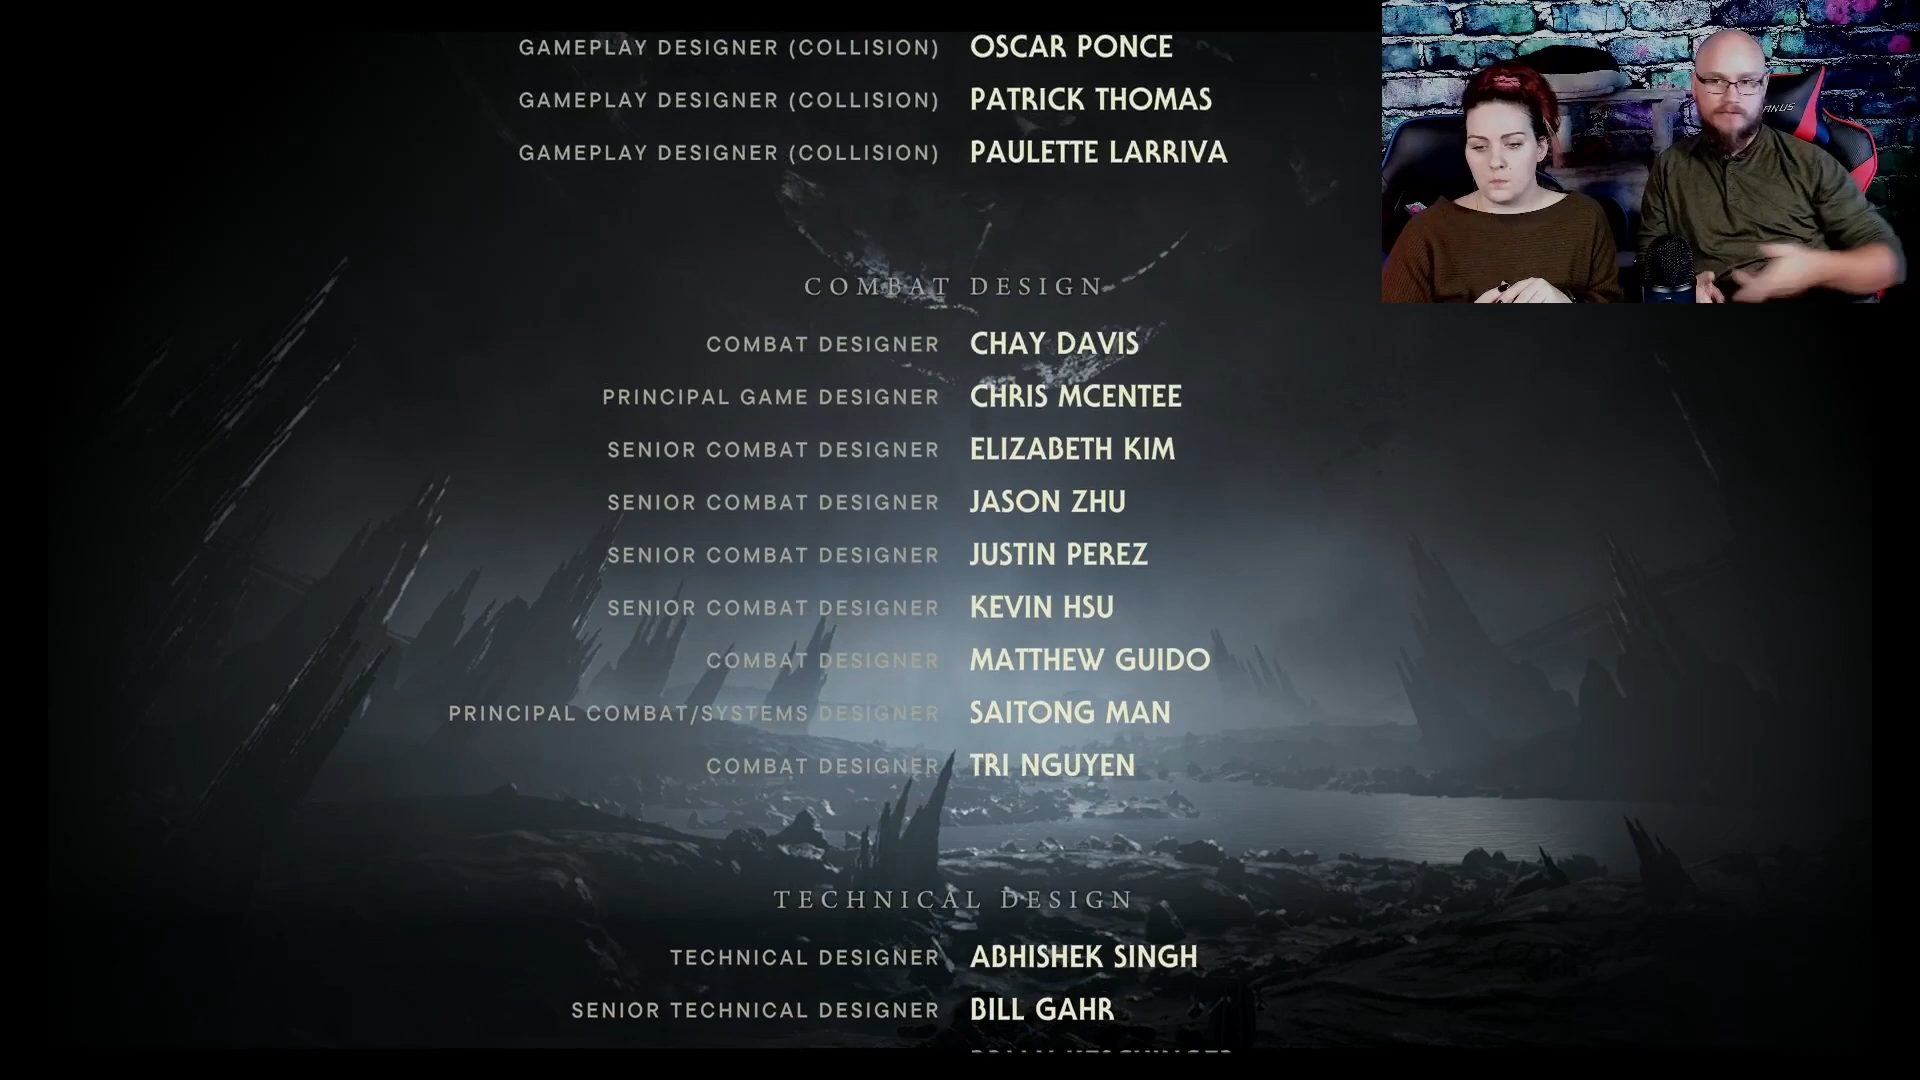 GAMEPLAY DESIGNER (COLLISION) OSCAR PONCE
GAMEPLAY DESIGNER (COLLISION) PATRICK THOMAS
GAMEPLAY DESIGNER (COLLISION) PAULETTE LARRIVA
COMBAT DESIGN
COMBAT DESIGNER CHAY DAVIS
PRINCIPAL GAME DESIGNER CHRIS MCENTEE
SENIOR COMBAT DESIGNER ELIZABETH KIM
SENIOR COMBAT DESIGNER JASON ZHU
SENIOR COMBAT DESIGNER JUSTIN PEREZ
SENIOR COMBAT DESIGNER KEVIN HSU
COMBAT DESIGNER MATTHEW GUIDO
PRINCIPAL COMBAT/SYSTEMS DESIGNER SAITONG MAN
COMBAT DESIGNER TRI NGUYEN
TECHNICAL DESIGN
TECHNICAL DESIGNER ABHISHEK SINGH
SENIOR TECHNICAL DESIGNER BILL GAHR